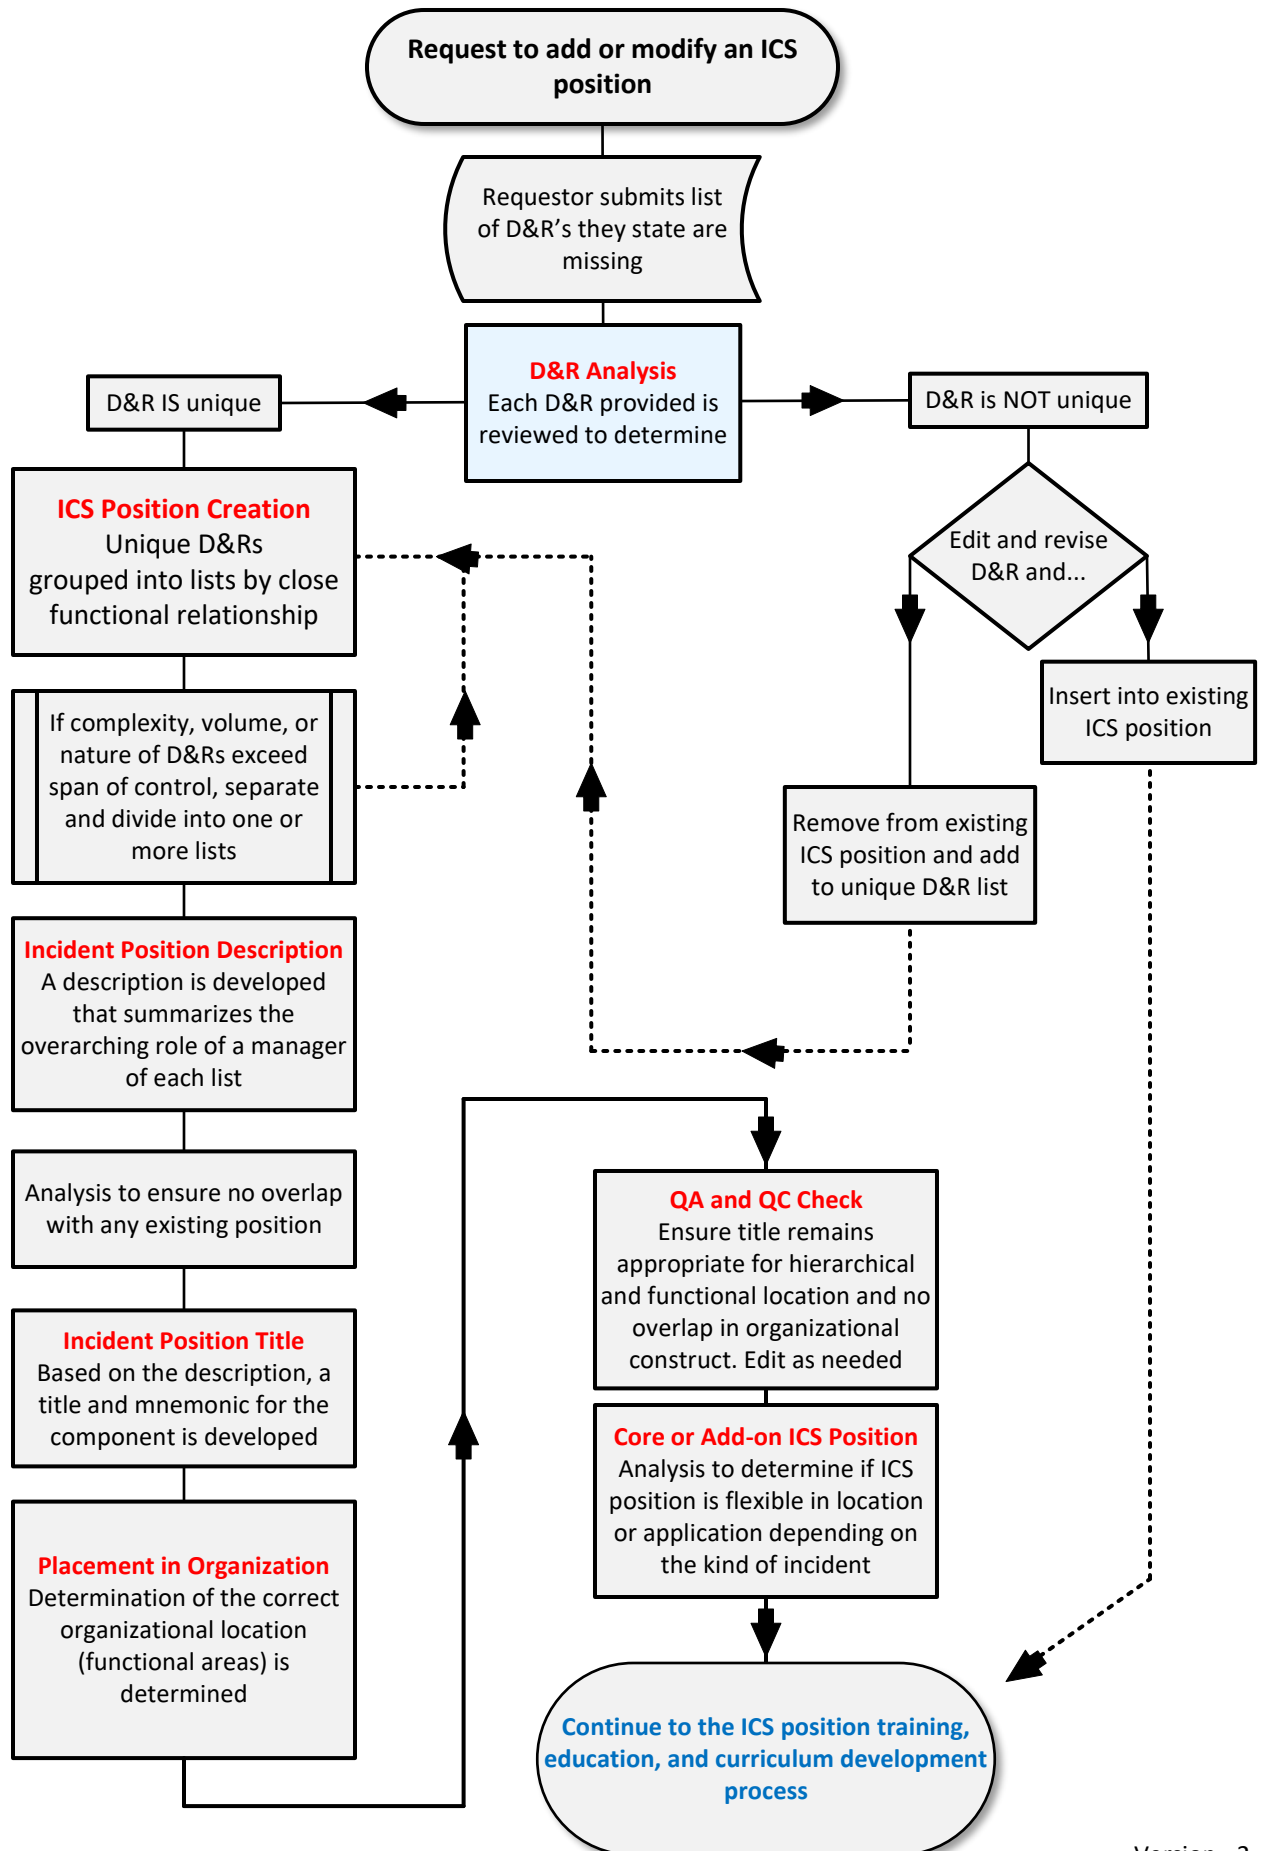 Request to add or modify an ICS
position
Requestor submits list
of D&R's they state are
missing
D&R Analysis
Each D&R provided is
reviewed to determine
D&R IS unique
D&R is NOT unique
ICS Position Creation
Unique D&Rs
grouped into lists by close
functional relationship
Edit and revise
D&R and...
If complexity, volume, or
nature of D&Rs exceed
span of control, separate
and divide into one or
more lists
Insert into existing
ICS position
Remove from existing
ICS position and add
to unique D&R list
Incident Position Description
A description is developed
that summarizes the
overarching role of a manager
of each list
Analysis to ensure no overlap
with any existing position
Incident Position Title
Based on the description, a
title and mnemonic for the
component is developed
Placement in Organization
Determination of the correct
organizational location
(functional areas) is
determined
QA and QC Check
Ensure title remains
appropriate for hierarchical
and functional location and no
overlap in organizational
construct. Edit as needed
Core or Add-on ICS Position
Analysis to determine if ICS
position is flexible in location
or application depending on
the kind of incident
Continue to the ICS position training,
education, and curriculum development
process
Version